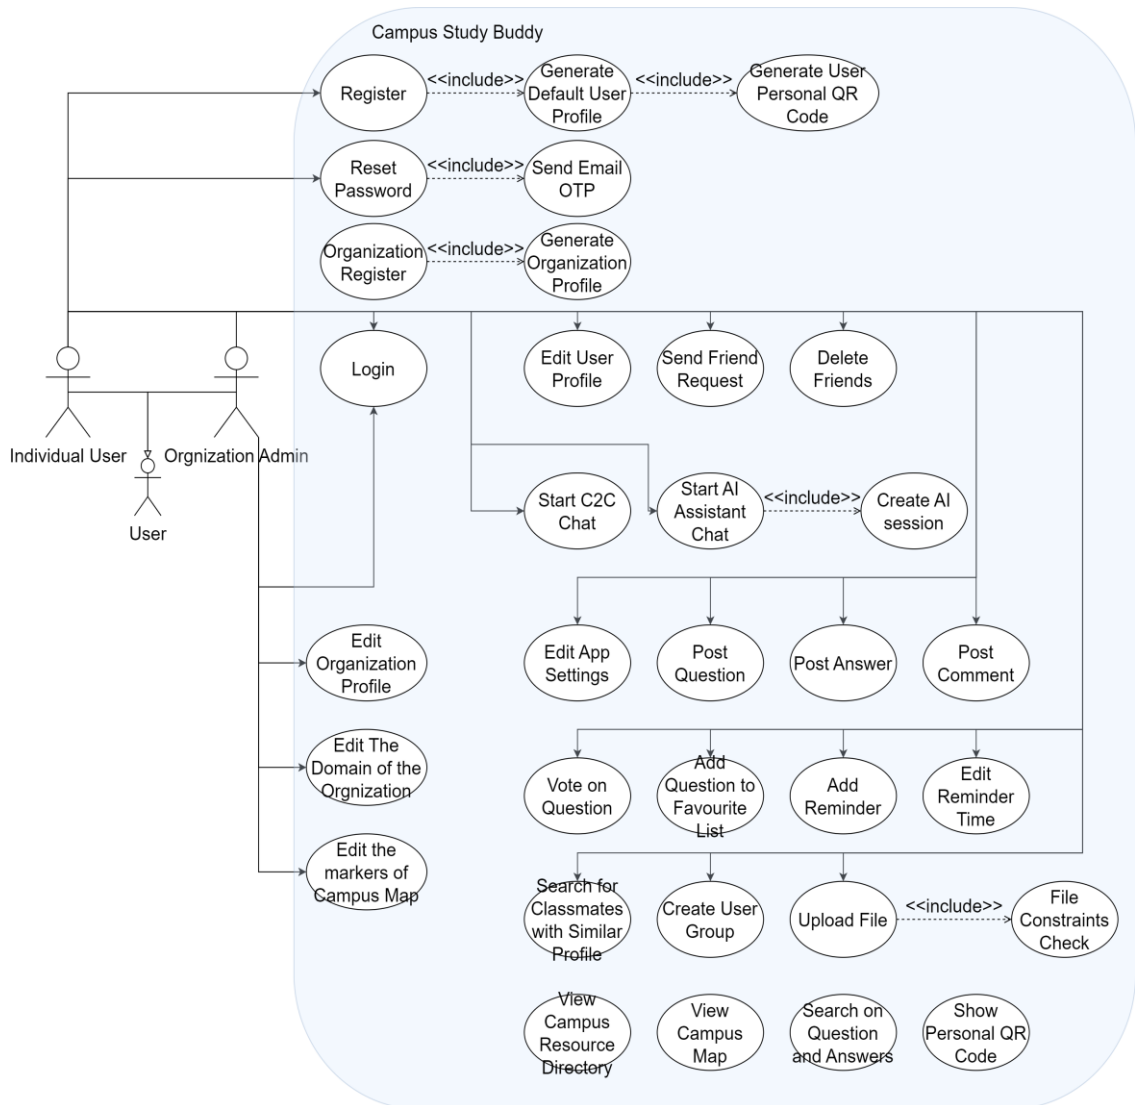 Campus Study Buddy
Register
<<include>>
Generate
Default User
Profile
<<include>>
Generate User
Personal QR
Code
Reset
Password
<<include>>
Send Email
OTP
Organization
Register
<<include>>
Generate
Organization
Profile
Individual User
Orgnization Admin
User
Login
Edit User
Profile
Send Friend
Request
Delete
Friends
Start C2C
Chat
Start AI
Assistant
Chat
<<include>>
Create AI
session
Edit
Organization
Profile
Edit App
Settings
Post
Question
Post Answer
Post
Comment
Edit The
Domain of the
Orgnization
Vote on
Question
Add
Question to
Favourite
List
Add
Reminder
Edit
Reminder
Time
Edit the
markers of
Campus Map
Search for
Classmates
with Similar
Profile
Create User
Group
Upload File
<<include>>
File
Constraints
Check
View
Campus
Resource
Directory
View
Campus
Map
Search on
Question
and Answers
Show
Personal QR
Code